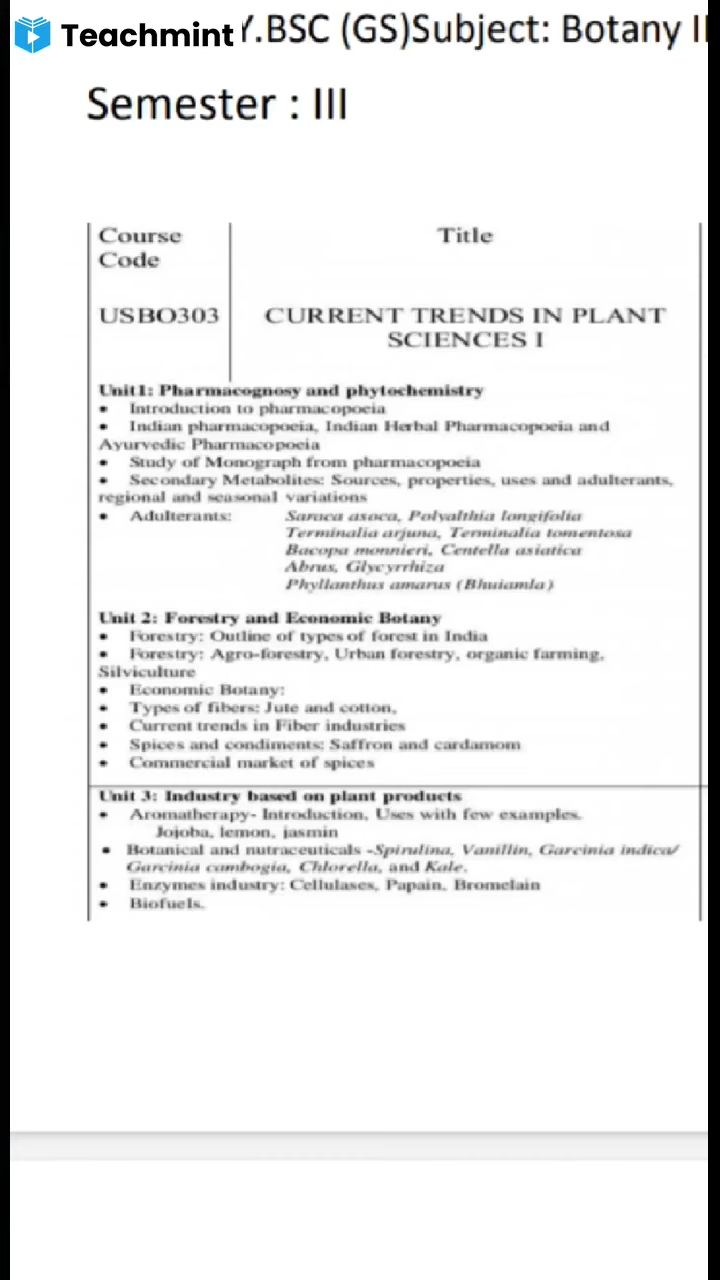 Teachmint
Y.BSC (GS)Subject: Botany II
Semester : III
Course Code
Title
USBO303
CURRENT TRENDS IN PLANT
SCIENCES I
Unit1: Pharmacognosy and phytochemistry
• Introduction to pharmacopoeia
• Indian pharmacopoeia, Indian Herbal Pharmacopoeia and
Ayurvedic Pharmacopoeia
• Study of Monograph from pharmacopoeia
• Secondary Metabolites: Sources, properties, uses and adulterants,
regional and seasonal variations
• Adulterants: Saraca asoca, Polyalthia longifolia
Terminalia arjuna, Terminalia tomentosa
Bacopa monnieri, Centella asiatica
Abrus, Glycyrrhiza
Phyllanthus amarus (Bhuiamla)
Unit 2: Forestry and Economic Botany
• Forestry: Outline of types of forest in India
• Forestry: Agro-forestry, Urban forestry, organic farming,
Silviculture
• Economic Botany:
• Types of fibers: Jute and cotton,
• Current trends in Fiber industries
• Spices and condiments: Saffron and cardamom
• Commercial market of spices
Unit 3: Industry based on plant products
• Aromatherapy- Introduction, Uses with few examples.
Jojoba, lemon, jasmin
• Botanical and nutraceuticals -Spirulina, Vanillin, Garcinia indica/
Garcinia cambogia, Chlorella, and Kale.
• Enzymes industry: Cellulases, Papain, Bromelain
• Biofuels.